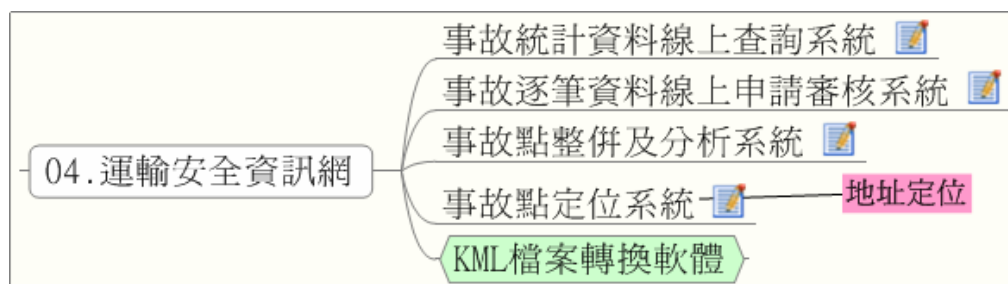 事故統計資料線上查詢系統
事故逐筆資料線上申請審核系統
事故點整併及分析系統
04.運輸安全資訊網
事故點定位系統
地址定位
KML檔案轉換軟體